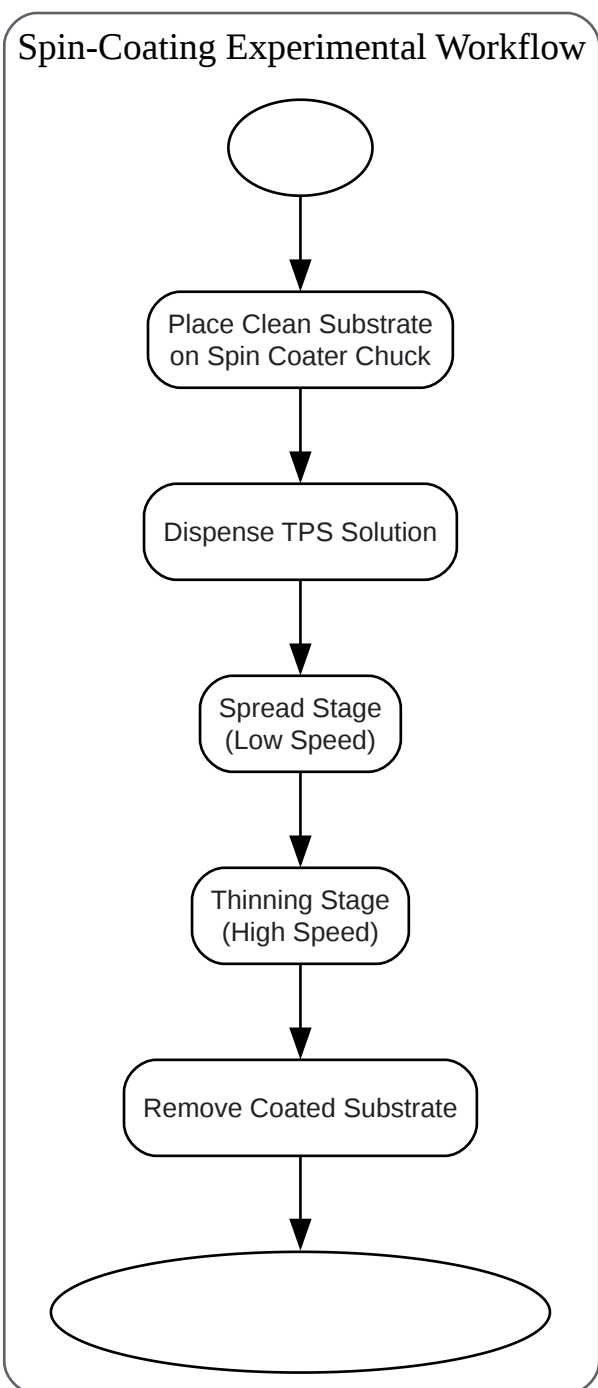 Spin-Coating Experimental Workflow
Place Clean Substrate
on Spin Coater Chuck
Dispense TPS Solution
Spread Stage
(Low Speed)
Thinning Stage
(High Speed)
Remove Coated Substrate